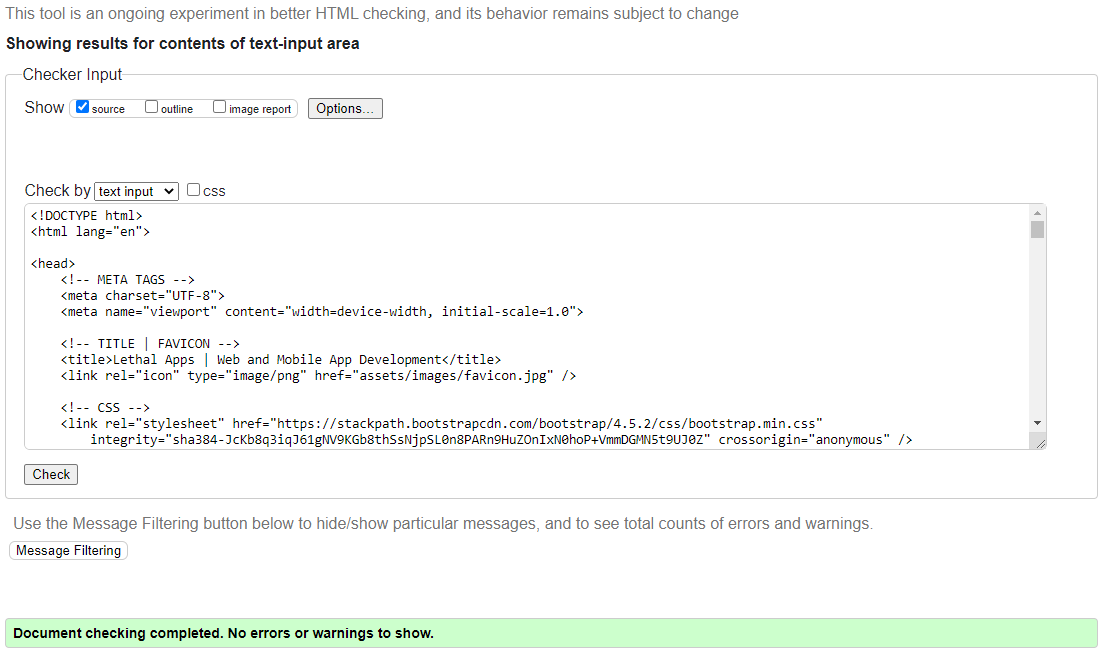 This tool is an ongoing experiment in better HTML checking, and its behavior remains subject to change
Showing results for contents of text-input area
Checker Input
Show source outline image report Options...
Check by text input css
<!DOCTYPE html>
<html lang="en">
<head>
<!-- META TAGS -->
<meta charset="UTF-8">
<meta name="viewport" content="width=device-width, initial-scale=1.0">
<!-- TITLE | FAVICON -->
<title>Lethal Apps | Web and Mobile App Development</title>
<link rel="icon" type="image/png" href="assets/images/favicon.jpg" />
<!-- CSS -->
<link rel="stylesheet" href="https://stackpath.bootstrapcdn.com/bootstrap/4.5.2/css/bootstrap.min.css"
integrity="sha384-JcKb8q3iqJ61gNV9KGb8thSsNjpSL0n8PARn9HuZOnIxN0hoP+VmmDGMN5t9UJ0Z" crossorigin="anonymous" />
Check
Use the Message Filtering button below to hide/show particular messages, and to see total counts of errors and warnings.
Message Filtering
Document checking completed. No errors or warnings to show.